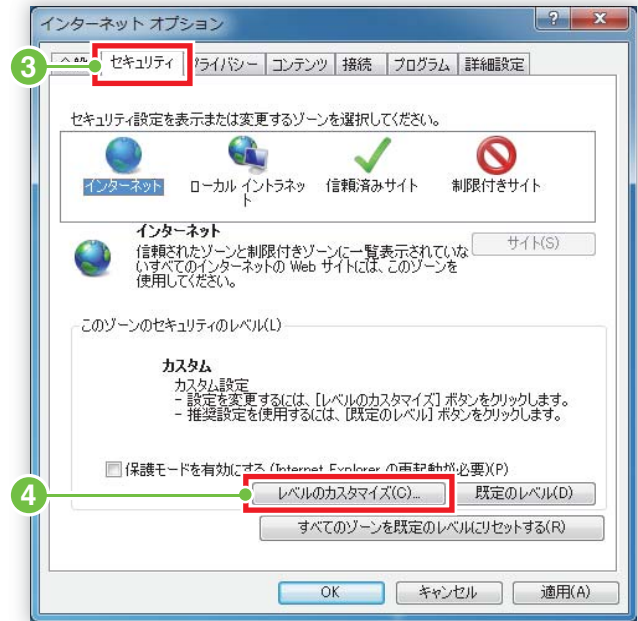 インターネット オプション
3
セキュリティ
プライバシー
コンテンツ
接続
プログラム
詳細設定
セキュリティ設定を表示または変更するゾーンを選択してください。
インターネット
ローカル イントラネッ
ト
信頼済みサイト
制限付きサイト
インターネット
信頼されたゾーンと制限付きゾーンに一覧表示されていな
いすべてのインターネットの Web サイトには、このゾーンを
使用してください。
サイト(S)
このゾーンのセキュリティのレベル(L)
カスタム
カスタム設定
- 設定を変更するには、[レベルのカスタマイズ] ボタンをクリックします。
- 推奨設定を使用するには、[既定のレベル] ボタンをクリックします。
保護モードを有効にする (Internet Explorer の再起動が必要)(P)
4
レベルのカスタマイズ(C)...
既定のレベル(D)
すべてのゾーンを既定のレベルにリセットする(R)
OK
キャンセル
適用(A)